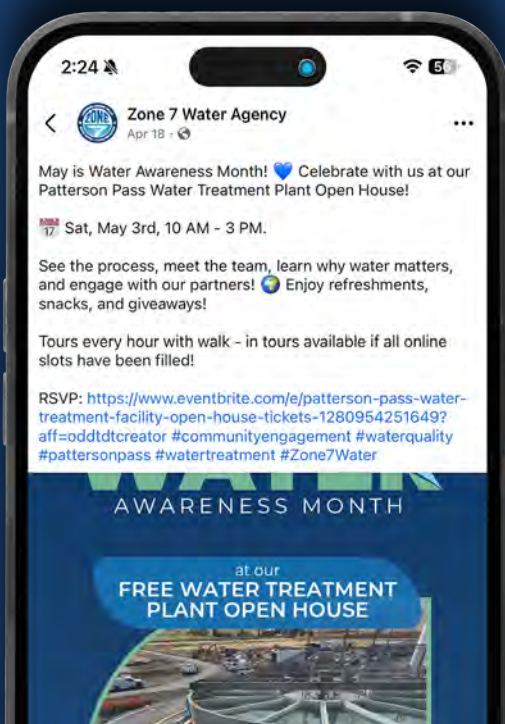 2:24
5G
ZONE
Zone 7 Water Agency
Apr 18 ·
May is Water Awareness Month! 💙 Celebrate with us at our
Patterson Pass Water Treatment Plant Open House!
📅 Sat, May 3rd, 10 AM - 3 PM.
See the process, meet the team, learn why water matters,
and engage with our partners! 🌍 Enjoy refreshments,
snacks, and giveaways!
Tours every hour with walk - in tours available if all online
slots have been filled!
RSVP: https://www.eventbrite.com/e/patterson-pass-water-
treatment-facility-open-house-tickets-1280954251649?
aff=oddtdtcreator #communityengagement #waterquality
#pattersonpass #watertreatment #Zone7Water
WATER
AWARENESS MONTH
at our
FREE WATER TREATMENT
PLANT OPEN HOUSE